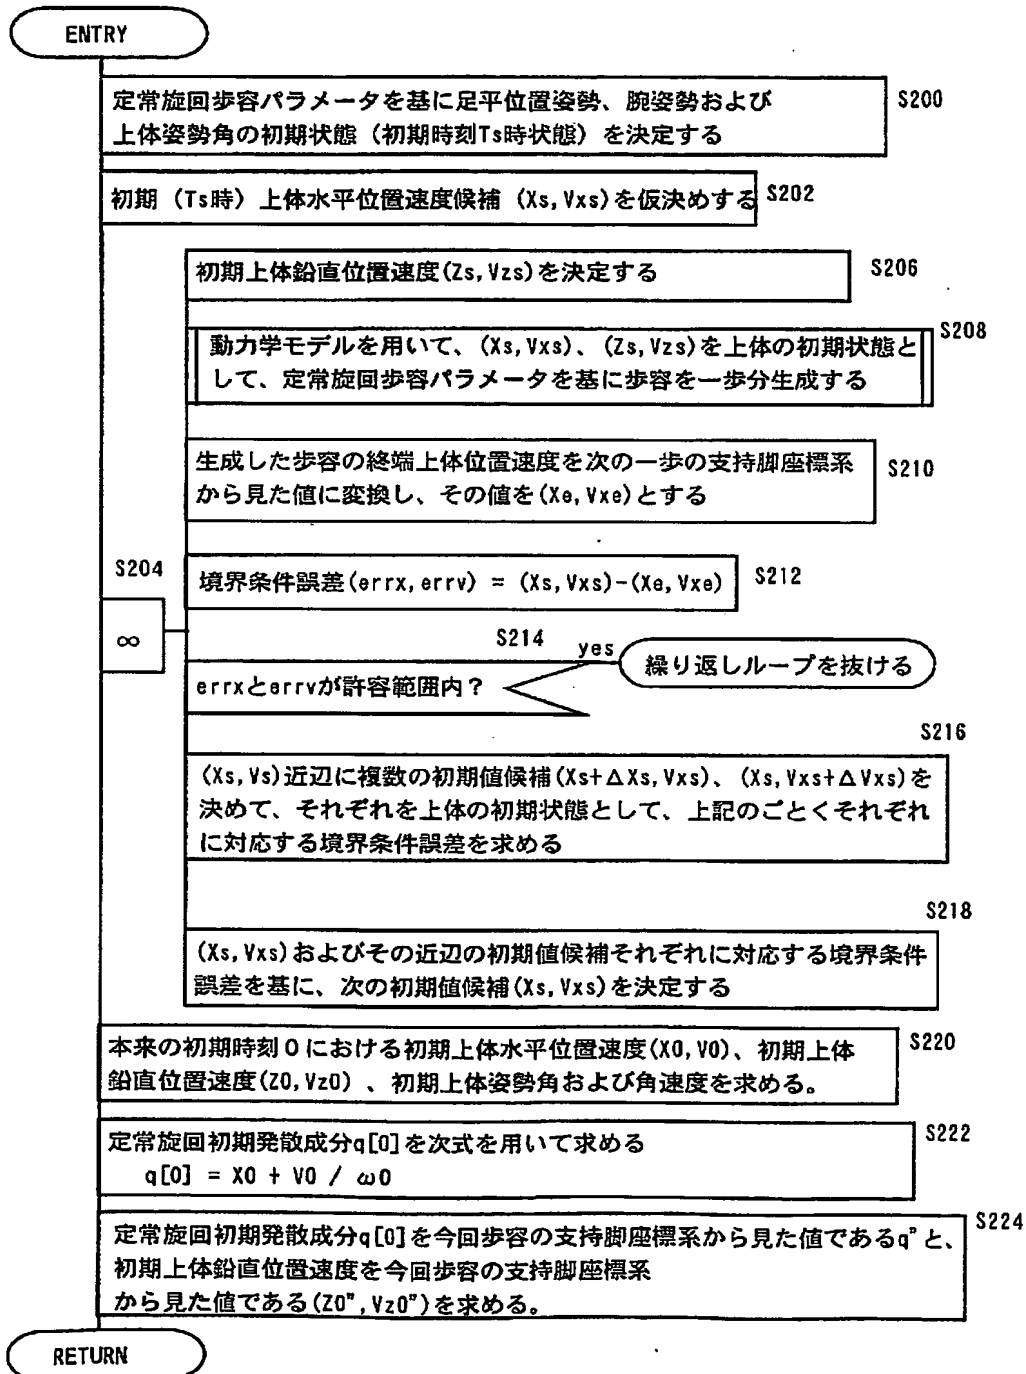 ENTRY
定常旋回歩容パラメータを基に足平位置姿勢、腕姿勢および
上体姿勢角の初期状態（初期時刻Ts時状態）を決定する
S200
初期（Ts時）上体水平位置速度候補 (Xs,Vxs)を仮決めする
S202
初期上体鉛直位置速度(Zs,Vzs)を決定する
S206
S208
動力学モデルを用いて、(Xs,Vxs)、(Zs,Vzs)を上体の初期状態と
して、定常旋回歩容パラメータを基に歩容を一歩分生成する
生成した歩容の終端上体位置速度を次の一歩の支持脚座標系
から見た値に変換し、その値を(Xe,Vxe)とする
S210
S204
∞
境界条件誤差(errx,errv) = (Xs,Vxs)-(Xe,Vxe)
S212
S214
yes
繰り返しループを抜ける
errxとerrvが許容範囲内？
S216
(Xs,Vs)近辺に複数の初期値候補(Xs+ΔXs,Vxs)、(Xs,Vxs+ΔVxs)を
決めて、それぞれを上体の初期状態として、上記のごとくそれぞれ
に対応する境界条件誤差を求める
S218
(Xs,Vxs)およびその近辺の初期値候補それぞれに対応する境界条件
誤差を基に、次の初期値候補(Xs,Vxs)を決定する
本来の初期時刻０における初期上体水平位置速度(X0,V0)、初期上体
鉛直位置速度(Z0,Vz0) 、初期上体姿勢角および角速度を求める。
S220
定常旋回初期発散成分q[0]を次式を用いて求める
q[0] = X0 + V0 / ω0
S222
定常旋回初期発散成分q[0]を今回歩容の支持脚座標系から見た値であるq"と、
初期上体鉛直位置速度を今回歩容の支持脚座標系
から見た値である(Z0",Vz0")を求める。
S224
RETURN